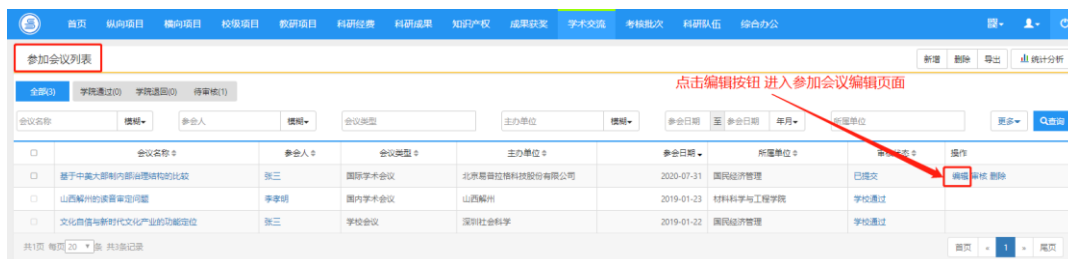 首页 纵向项目 横向项目 校级项目 教研项目 科研经费 科研成果 知识产权 成果获奖 学术交流 考核批次 科研队伍 综合办公
参加会议列表 新增 删除 导出 统计分析
点击编辑按钮 进入参加会议编辑页面
全部(3) 学院通过(0) 学院退回(0) 待审核(1)
会议名称 模糊 参会人 模糊 会议类型 主办单位 模糊 参会日期 至 参会日期 年月 所属单位 更多 查询
会议名称 参会人 会议类型 主办单位 参会日期 所属单位 审核状态 操作
基于中美大部制内部治理结构的比较 张三 国际学术会议 北京易普拉格科技股份有限公司 2020-07-31 国民经济管理 已提交 编辑 审核 删除
山西解州的读音审定问题 李孝明 国内学术会议 山西解州 2019-01-23 材料科学与工程学院 学校通过
文化自信与新时代文化产业的功能定位 张三 学校会议 深圳社会科学 2019-01-22 国民经济管理 学校通过
共1页 每页 20 条 共3条记录 首页 « 1 » 尾页